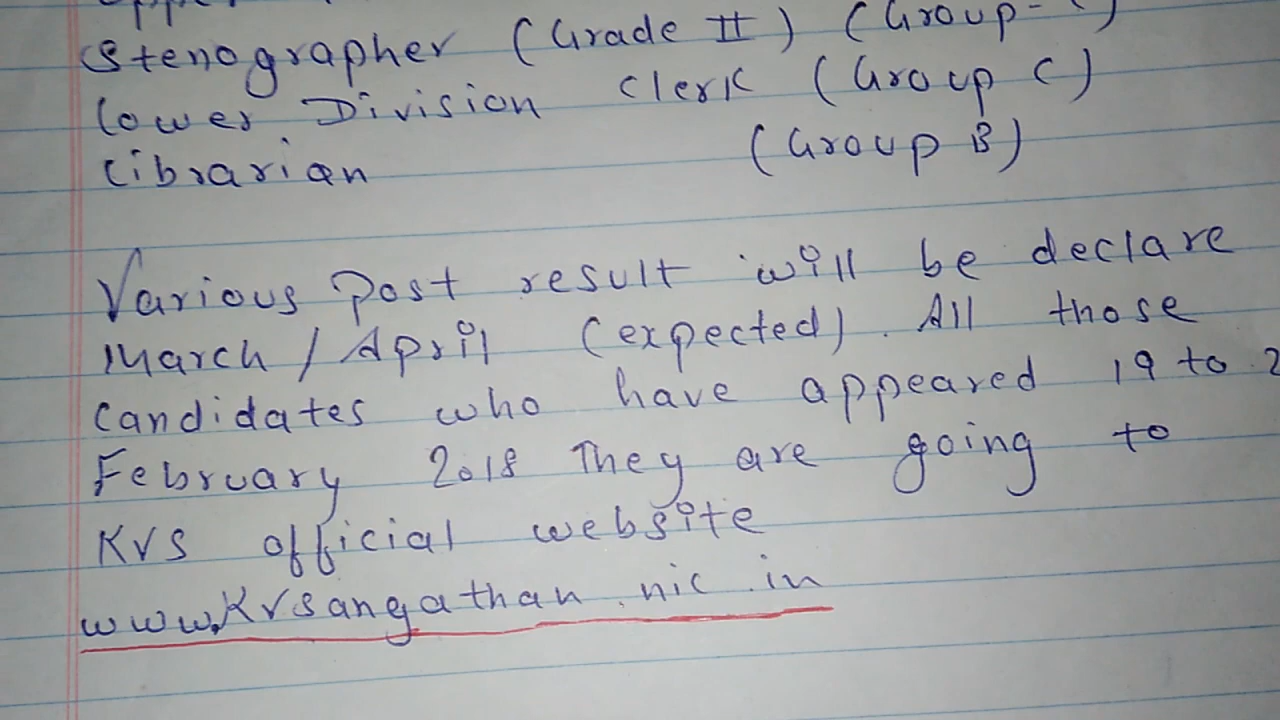 Stenographer (Grade II) (Group-
Lower Division Clerk (Group C)
Librarian (Group B)
Various Post result will be declare
March / April (expected). All those
candidates who have appeared 19 to 2
February 2018 They are going to
KVS official website
www.Kvsangathan.nic.in